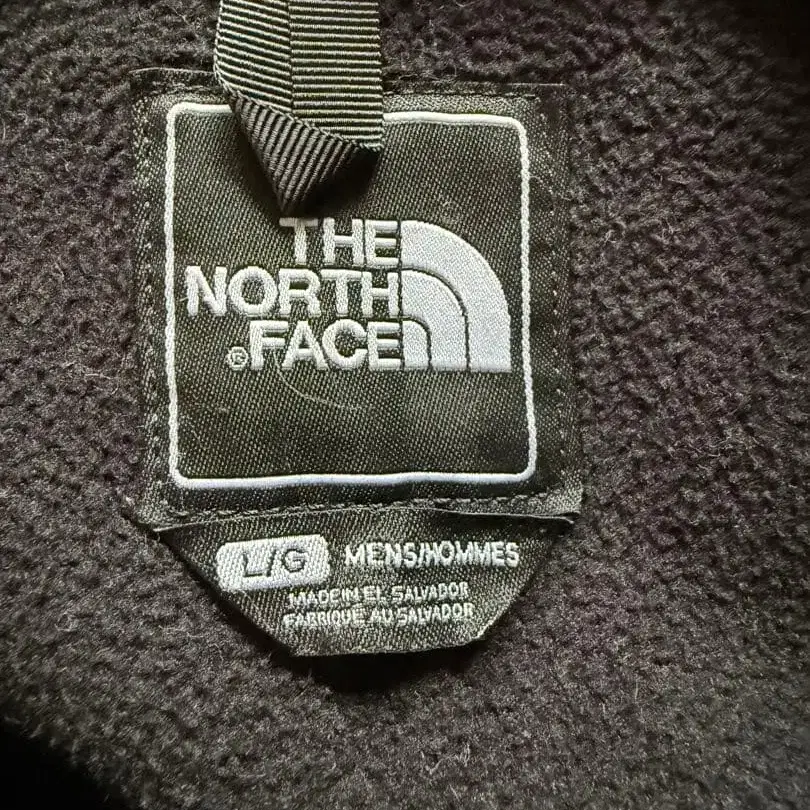 THE
NORTH
®FACE
L/G MENS/HOMMES
MADE IN EL SALVADOR
FABRIQUE AU SALVADOR